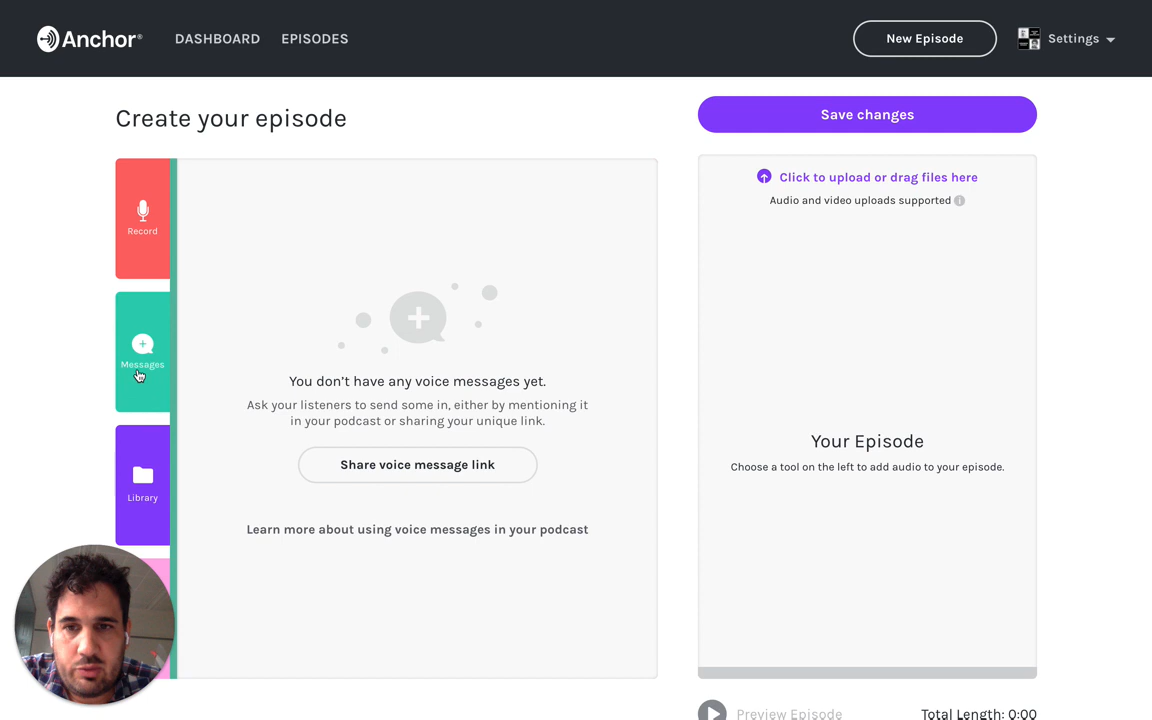 Anchor®
DASHBOARD
EPISODES
New Episode
Settings
Create your episode
Save changes
Record
Messages
Library
You don't have any voice messages yet.
Ask your listeners to send some in, either by mentioning it
in your podcast or sharing your unique link.
Share voice message link
Learn more about using voice messages in your podcast
Click to upload or drag files here
Audio and video uploads supported
Your Episode
Choose a tool on the left to add audio to your episode.
Preview Episode
Total Length: 0:00